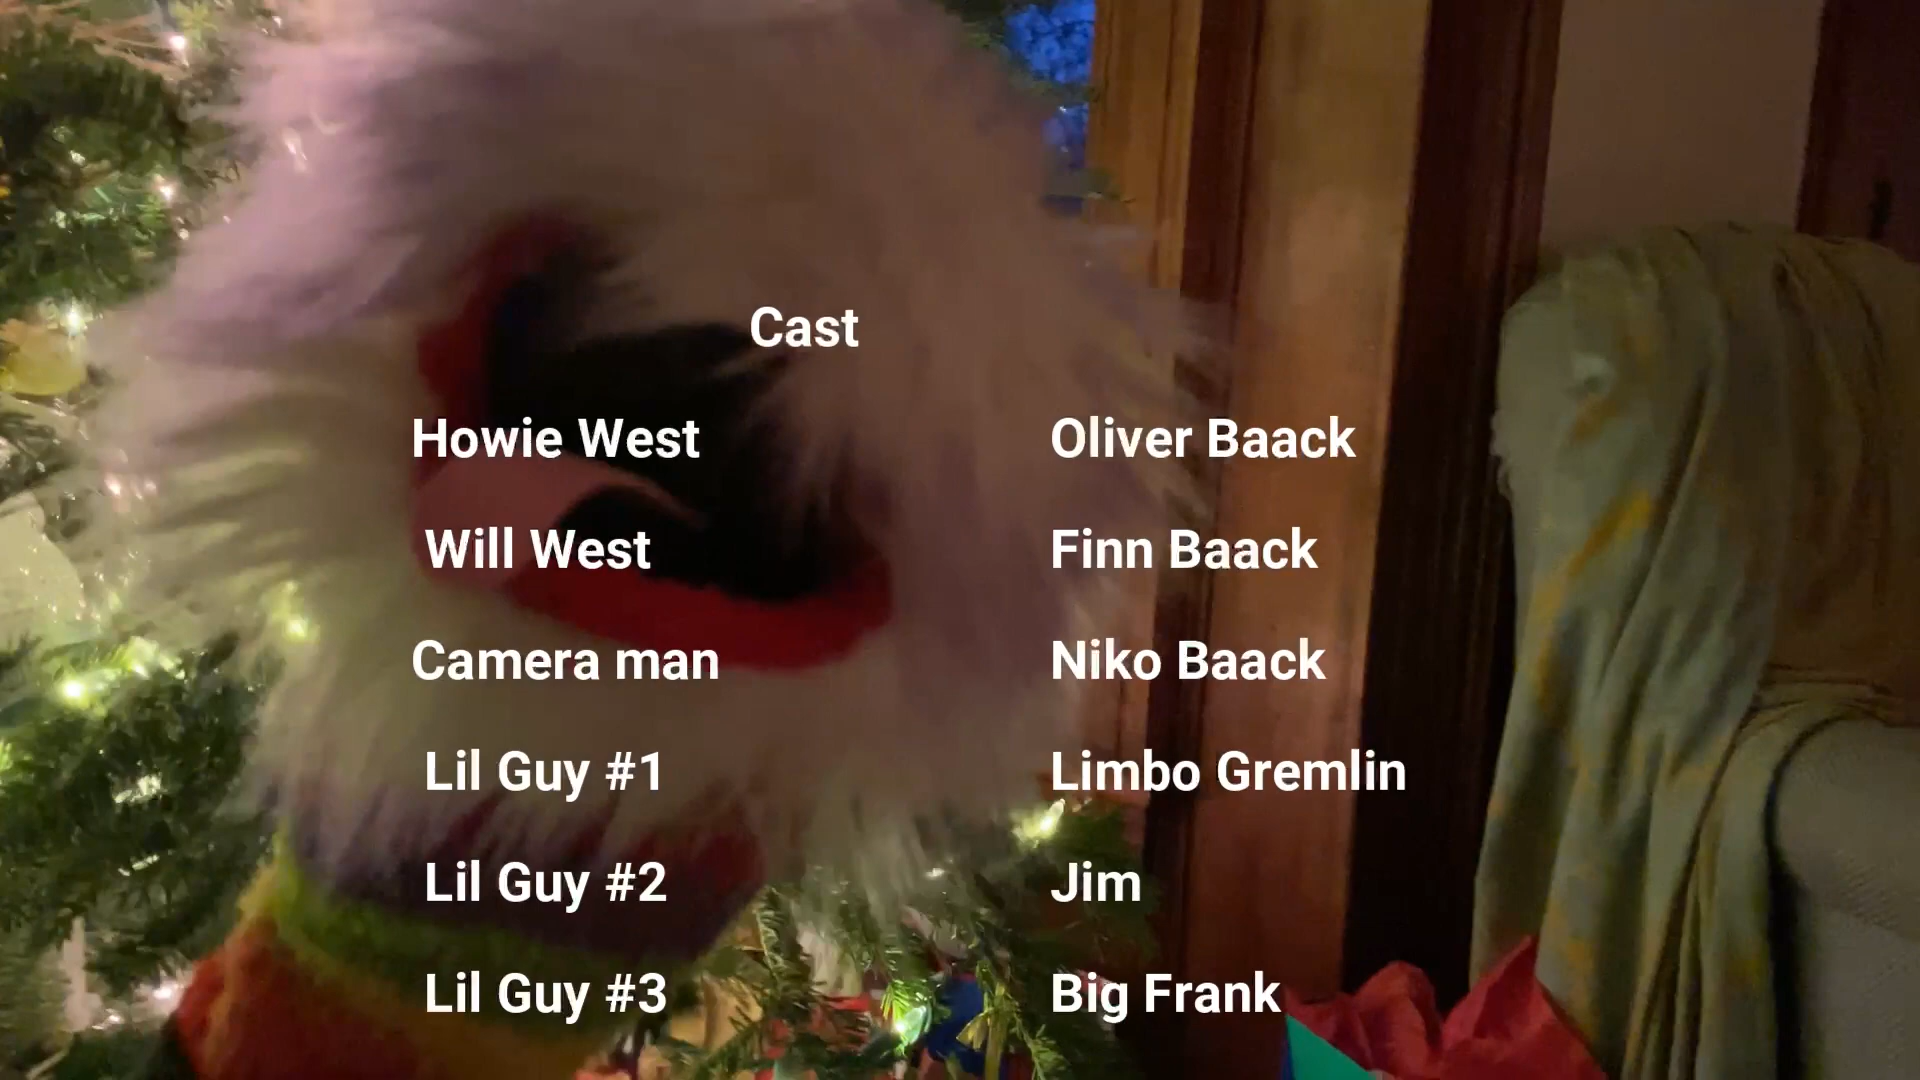 Cast
Howie West Oliver Baack
Will West Finn Baack
Camera man Niko Baack
Lil Guy #1 Limbo Gremlin
Lil Guy #2 Jim
Lil Guy #3 Big Frank